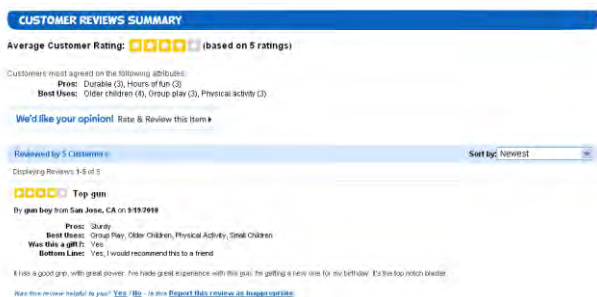 CUSTOMER REVIEWS SUMMARY
Average Customer Rating: (based on 5 ratings)
Customers most agreed on the following attributes:
Pros: Durable (3), Hours of fun (3)
Best Uses: Older children (4), Group play (3), Physical activity (3)
We'd like your opinion! Rate & Review this Item
Reviewed by 5 Customers
Sort by: Newest
Displaying Reviews 1-5 of 5
Top gun
By gun boy from San Jose, CA on 9/19/2010
Pros: Sturdy
Best Uses: Group Play, Older Children, Physical Activity, Small Children
Was this a gift?: Yes
Bottom Line: Yes, I would recommend this to a friend
It has a good grip, with great power. I've made great experience with this gun. I'm getting a new one for my birthday. It's the top notch blaster.
Was this review helpful to you? Yes / No - Is this Report this review as Inappropriate.